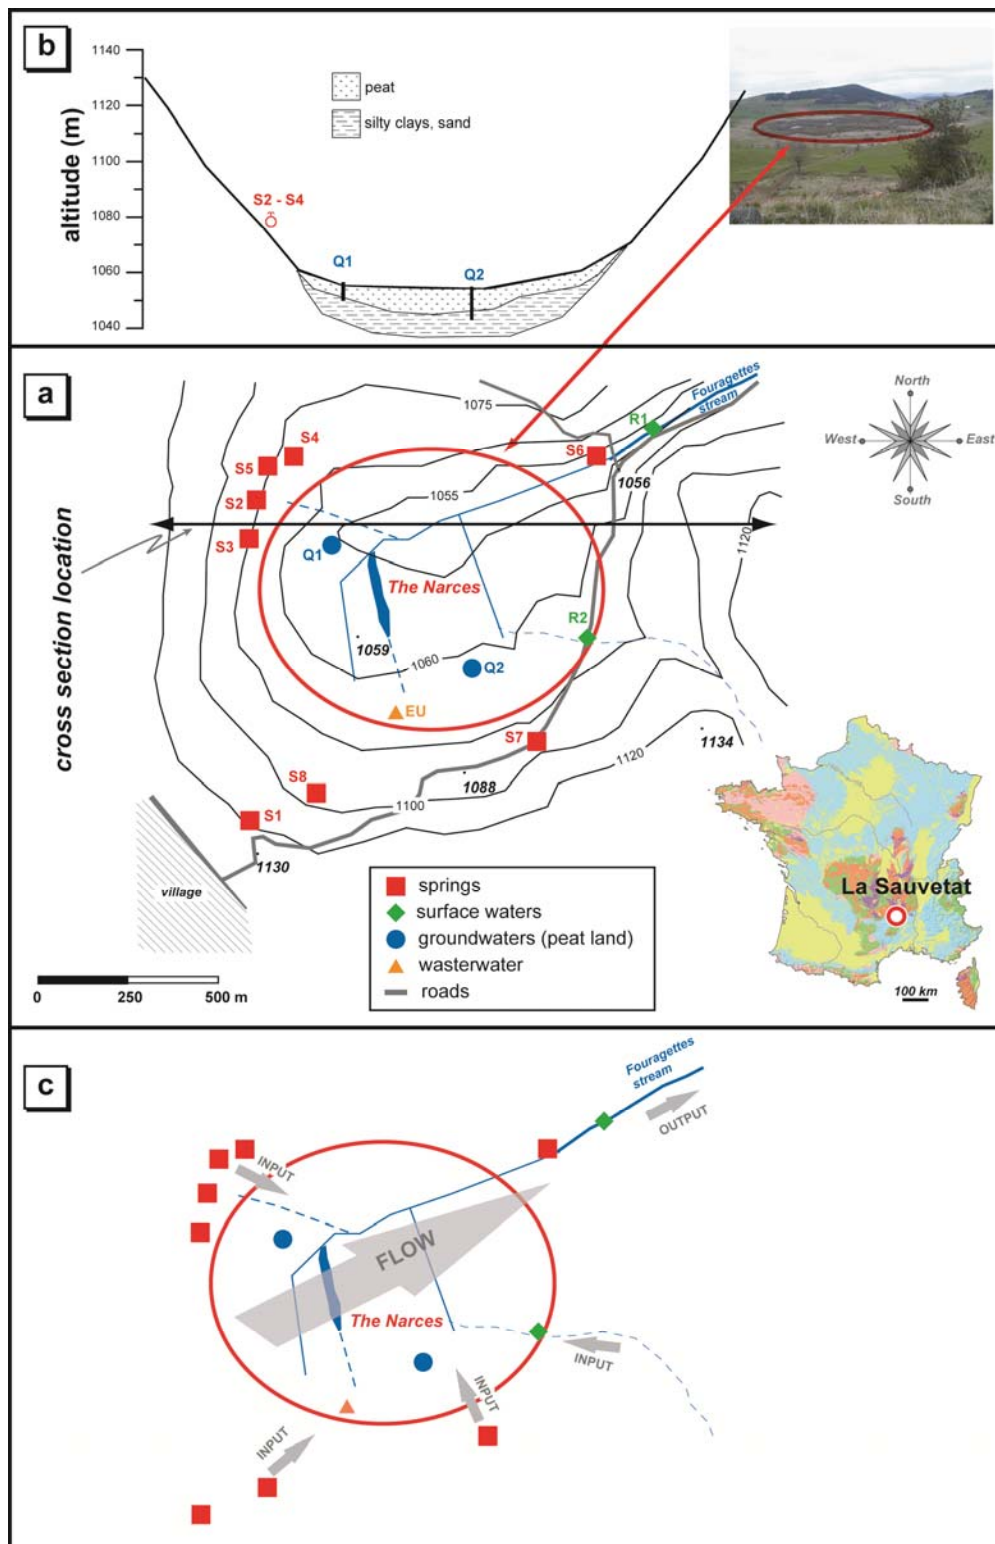 b
1140
1120
1100
1080
1060
1040
altitude (m)
peat
silty clays, sand
S2 - S4
Q1
Q2
a
1075
Fouragettes
stream
R1
S4
S5
S6
S2
S3
1055
1056
1120
North
West
East
South
Q1
The Narces
R2
1059
1060
Q2
EU
S7
1134
1120
1088
S8
1100
S1
1130
village
cross section location
springs
surface waters
groundwaters (peat land)
wasterwater
roads
0 250 500 m
La Sauvetat
100 km
c
Fouragettes
stream
OUTPUT
INPUT
FLOW
The Narces
INPUT
INPUT
INPUT